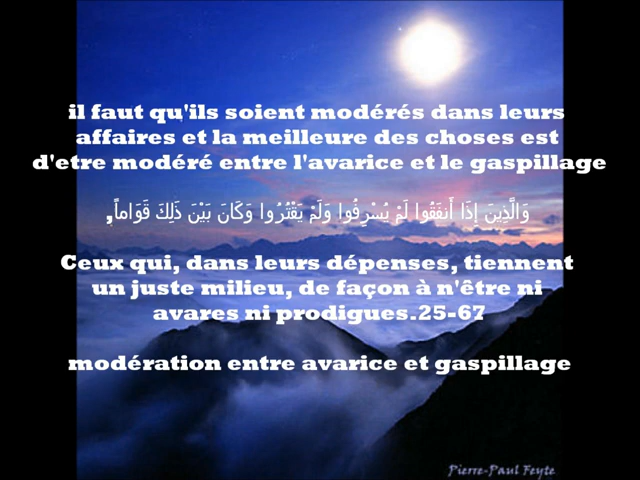 il faut qu'ils soient modérés dans leurs
affaires et la meilleure des choses est
d'etre modéré entre l'avarice et le gaspillage
وَالَّذِينَ إِذَا أَنفَقُوا لَمْ يُسْرِفُوا وَلَمْ يَقْتُرُوا وَكَانَ بَيْنَ ذَلِكَ قَوَاماً,
Ceux qui, dans leurs dépenses, tiennent
un juste milieu, de façon à n'être ni
avares ni prodigues.25-67
modération entre avarice et gaspillage
Pierre-Paul Feyte